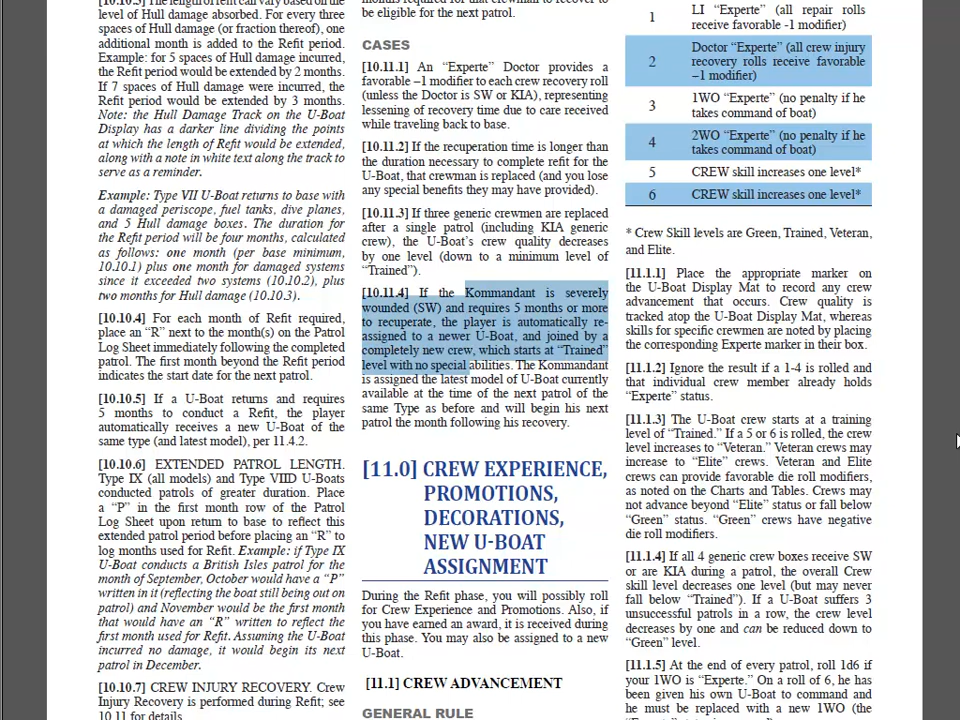 [10.10.3] The length of refit can vary based on the
level of Hull damage absorbed. For every three
spaces of Hull damage (or fraction thereof), one
additional month is added to the Refit period.
Example: for 5 spaces of Hull damage incurred,
the Refit period would be extended by 2 months.
If 7 spaces of Hull damage were incurred, the
Refit period would be extended by 3 months.
Note: the Hull Damage Track on the U-Boat
Display has a darker line dividing the points
at which the length of Refit would be extended,
along with a note in white text along the track to
serve as a reminder.
Example: Type VII U-Boat returns to base with
a damaged periscope, fuel tanks, dive planes,
and 5 Hull damage boxes. The duration for
the Refit period will be four months, calculated
as follows: one month (per base minimum,
10.10.1) plus one month for damaged systems
since it exceeded two systems (10.10.2), plus
two months for Hull damage (10.10.3).
[10.10.4] For each month of Refit required,
place an “R” next to the month(s) on the Patrol
Log Sheet immediately following the completed
patrol. The first month beyond the Refit period
indicates the start date for the next patrol.
[10.10.5] If a U-Boat returns and requires
5 months to conduct a Refit, the player
automatically receives a new U-Boat of the
same type (and latest model), per 11.4.2.
[10.10.6] EXTENDED PATROL LENGTH.
Type IX (all models) and Type VIID U-Boats
conducted patrols of greater duration. Place
a “P” in the first month row of the Patrol
Log Sheet upon return to base to reflect this
extended patrol period before placing an “R” to
log months used for Refit. Example: if Type IX
U-Boat conducts a British Isles patrol for the
month of September, October would have a “P”
written in it (reflecting the boat still being out on
patrol) and November would be the first month
that would have an “R” written to reflect the
first month used for Refit. Assuming the U-Boat
incurred no damage, it would begin its next
patrol in December.
[10.10.7] CREW INJURY RECOVERY. Crew
Injury Recovery is performed during Refit; see
10.11 for details.
months required for that crewman to recover to
be eligible for the next patrol.
CASES
[10.11.1] An “Experte” Doctor provides a
favorable –1 modifier to each crew recovery roll
(unless the Doctor is SW or KIA), representing
lessening of recovery time due to care received
while traveling back to base.
[10.11.2] If the recuperation time is longer than
the duration necessary to complete refit for the
U-Boat, that crewman is replaced (and you lose
any special benefits they may have provided).
[10.11.3] If three generic crewmen are replaced
after a single patrol (including KIA generic
crew), the U-Boat’s crew quality decreases
by one level (down to a minimum level of
“Trained”).
[10.11.4] If the Kommandant is severely
wounded (SW) and requires 5 months or more
to recuperate, the player is automatically re-
assigned to a newer U-Boat, and joined by a
completely new crew, which starts at “Trained”
level with no special abilities. The Kommandant
is assigned the latest model of U-Boat currently
available at the time of the next patrol of the
same Type as before and will begin his next
patrol the month following his recovery.
[11.0] CREW EXPERIENCE,
PROMOTIONS,
DECORATIONS,
NEW U-BOAT
ASSIGNMENT
During the Refit phase, you will possibly roll
for Crew Experience and Promotions. Also, if
you have earned an award, it is received during
this phase. You may also be assigned to a new
U-Boat.
[11.1] CREW ADVANCEMENT
GENERAL RULE
1 LI “Experte” (all repair rolls
receive favorable -1 modifier)
2 Doctor “Experte” (all crew injury
recovery rolls receive favorable
–1 modifier)
3 1WO “Experte” (no penalty if he
takes command of boat)
4 2WO “Experte” (no penalty if he
takes command of boat)
5 CREW skill increases one level*
6 CREW skill increases one level*
* Crew Skill levels are Green, Trained, Veteran,
and Elite.
[11.1.1] Place the appropriate marker on
the U-Boat Display Mat to record any crew
advancement that occurs. Crew quality is
tracked atop the U-Boat Display Mat, whereas
skills for specific crewmen are noted by placing
the corresponding Experte marker in their box.
[11.1.2] Ignore the result if a 1-4 is rolled and
that individual crew member already holds
“Experte” status.
[11.1.3] The U-Boat crew starts at a training
level of “Trained.” If a 5 or 6 is rolled, the crew
level increases to “Veteran.” Veteran crews may
increase to “Elite” crews. Veteran and Elite
crews can provide favorable die roll modifiers,
as noted on the Charts and Tables. Crews may
not advance beyond “Elite” status or fall below
“Green” status. “Green” crews have negative
die roll modifiers.
[11.1.4] If all 4 generic crew boxes receive SW
or are KIA during a patrol, the overall Crew
skill level decreases one level (but may never
fall below “Trained”). If a U-Boat suffers 3
unsuccessful patrols in a row, the crew level
decreases by one and can be reduced down to
“Green” level.
[11.1.5] At the end of every patrol, roll 1d6 if
your 1WO is “Experte.” On a roll of 6, he has
been given his own U-Boat to command and
he must be replaced with a new 1WO (the